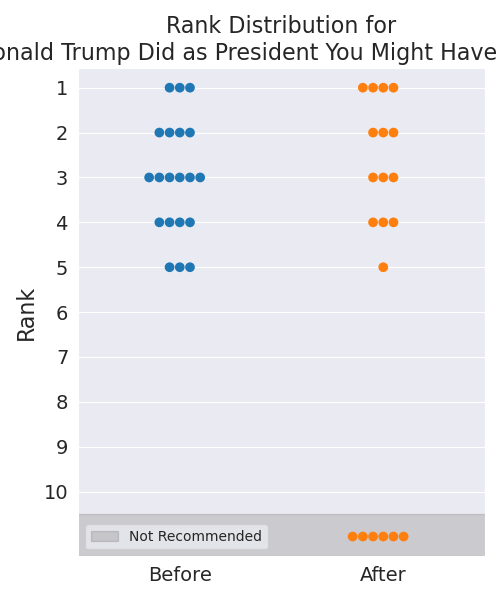 Rank Distribution for
onald Trump Did as President You Might Have
1
2
3
4
5
6
7
8
9
10
Rank
Not Recommended
Before
After